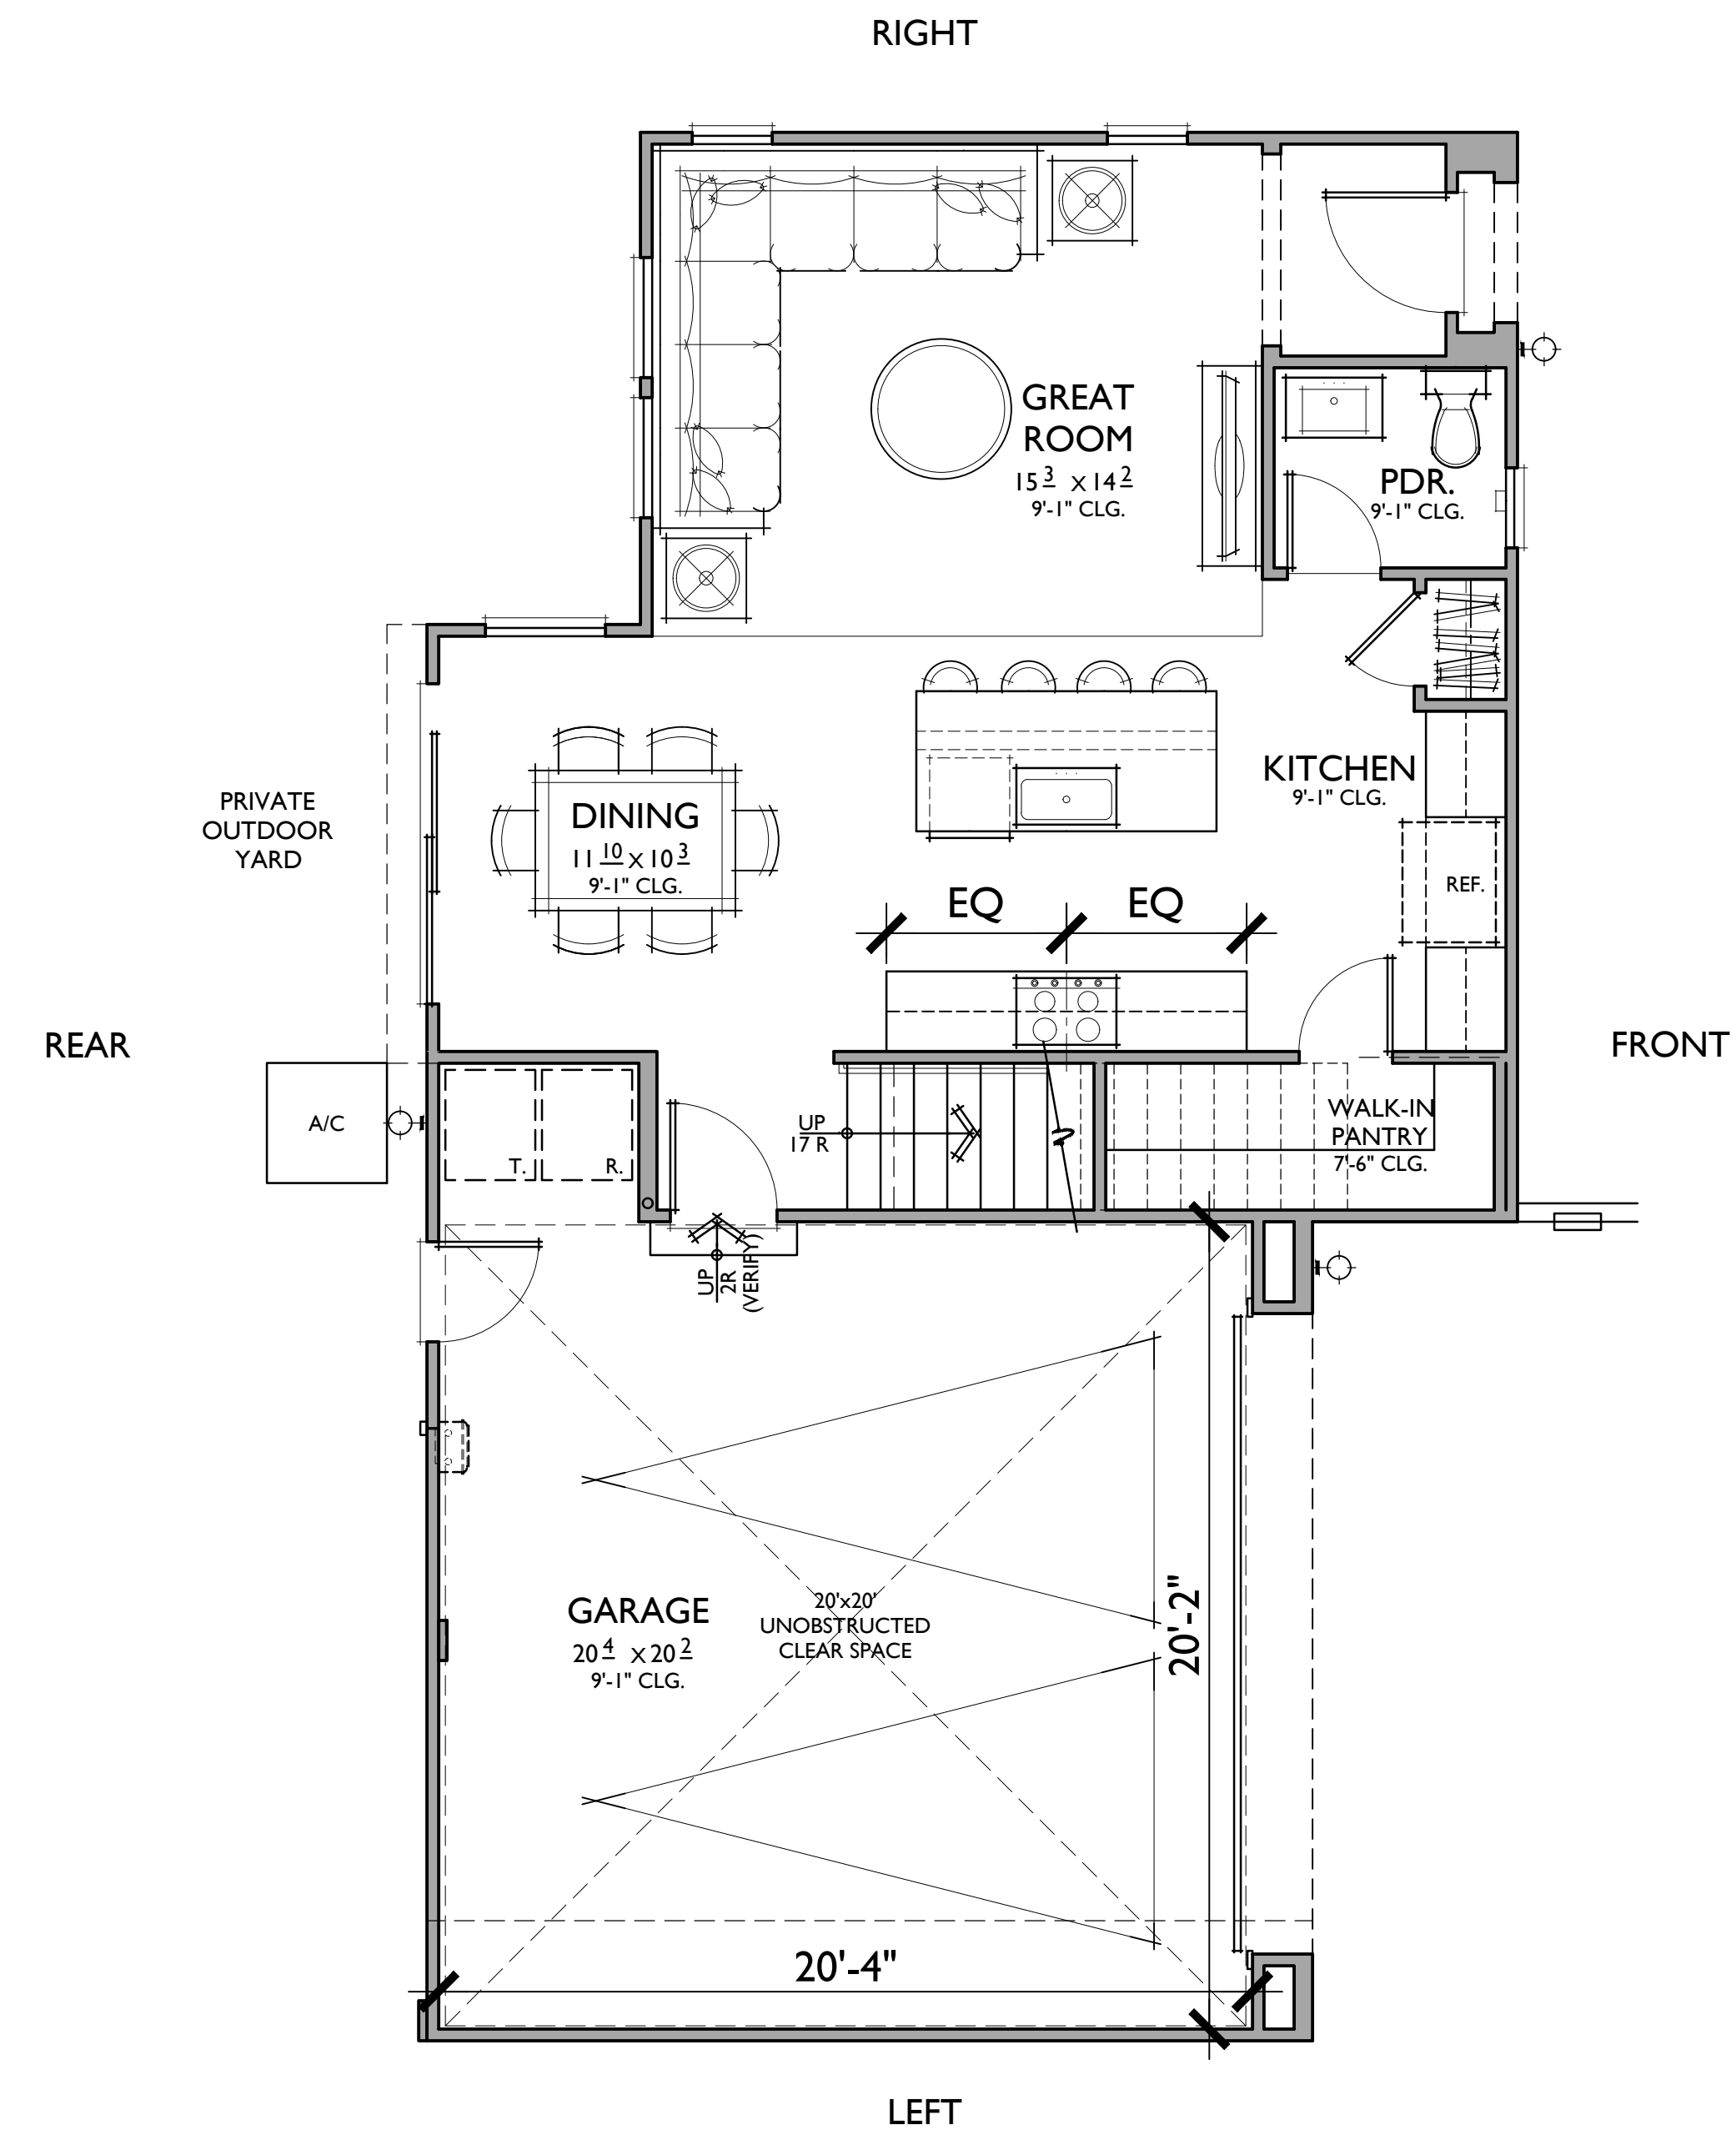 RIGHT
GREAT
ROOM
15 3 X 14 2
9'-1" CLG.
PDR.
9'-1" CLG.
KITCHEN
9'-1" CLG.
PRIVATE
OUTDOOR
YARD
DINING
11 10 X 10 3
9'-1" CLG.
REF.
EQ
EQ
REAR
FRONT
A/C
T.
R.
UP
17 R
WALK-IN
PANTRY
7'-6" CLG.
UP
2R
(VERIFY)
GARAGE
20 4 X 20 2
9'-1" CLG.
20'x20'
UNOBSTRUCTED
CLEAR SPACE
20'-2"
20'-4"
LEFT